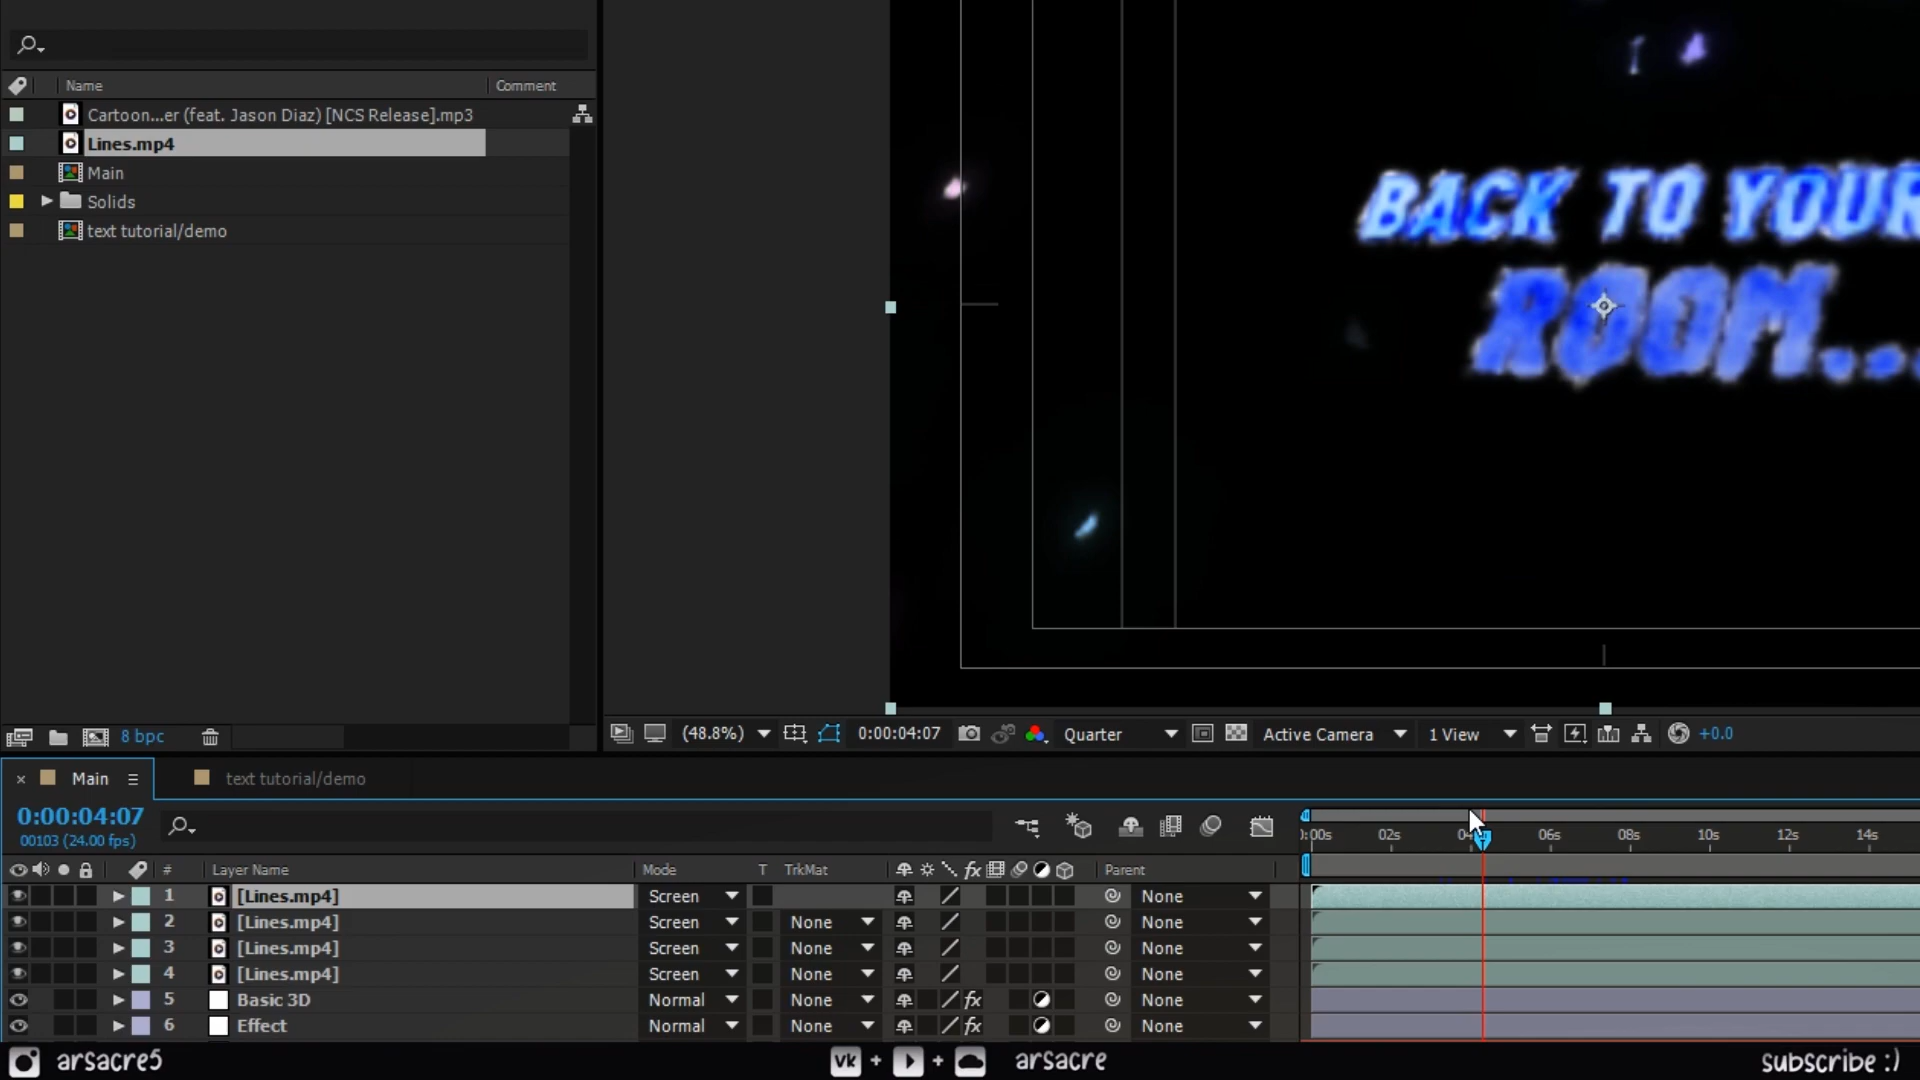 Name Comment
Cartoon...er (feat. Jason Diaz) [NCS Release].mp3
Lines.mp4
Main
Solids
text tutorial/demo
BACK TO YOUR
ROOM...
8 bpc
(48.8%) 0:00:04:07 Quarter Active Camera 1 View +0.0
Main text tutorial/demo
0:00:04:07
00103 (24.00 fps)
):00s 02s 04s 06s 08s 10s 12s 14s
# Layer Name Mode T TrkMat fx Parent
1 [Lines.mp4] Screen None
2 [Lines.mp4] Screen None None
3 [Lines.mp4] Screen None None
4 [Lines.mp4] Screen None None
5 Basic 3D Normal None fx None
6 Effect Normal None fx None
arsacre5 VK + + arsacre subscribe :)